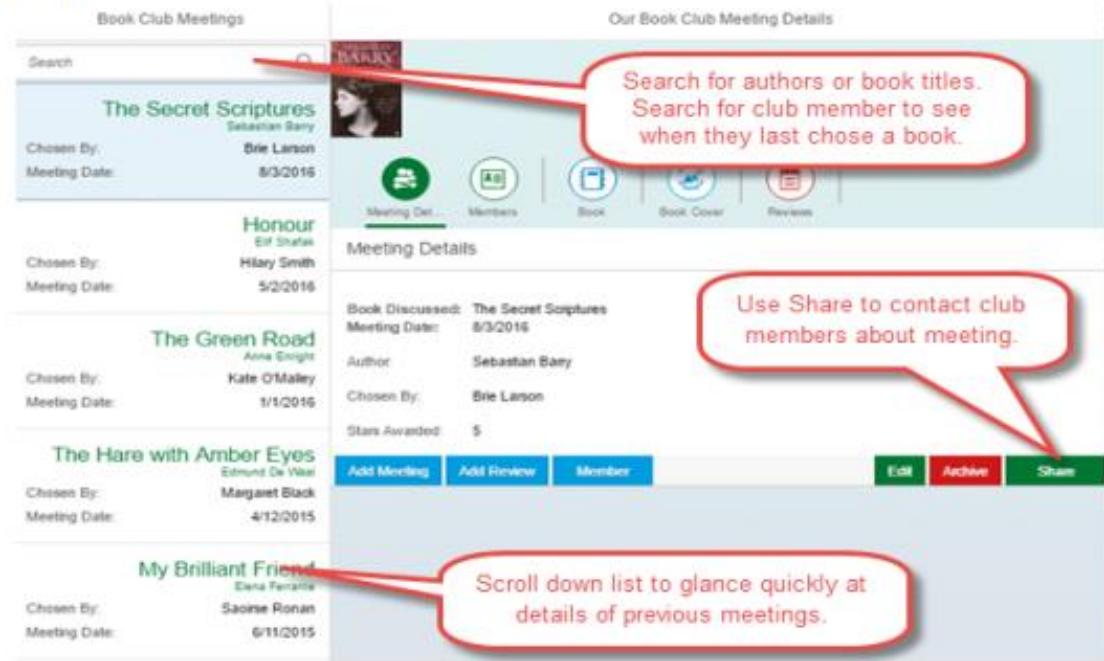 Book Club Meetings
Search
The Secret Scriptures
Sebastian Barry
Chosen By: Brie Larson
Meeting Date: 8/3/2016
Honour
Elif Shafak
Chosen By: Hilary Smith
Meeting Date: 5/2/2016
The Green Road
Anne Enright
Chosen By: Kate O'Malley
Meeting Date: 1/1/2016
The Hare with Amber Eyes
Edmund De Waal
Chosen By: Margaret Black
Meeting Date: 4/12/2015
My Brilliant Friend
Elena Ferrante
Chosen By: Saoirse Ronan
Meeting Date: 6/11/2015
Our Book Club Meeting Details
BARRY
Search for authors or book titles.
Search for club member to see
when they last chose a book.
Meeting Det...
Members
Book
Book Cover
Reviews
Meeting Details
Book Discussed: The Secret Scriptures
Meeting Date: 8/3/2016
Author: Sebastian Barry
Chosen By: Brie Larson
Stars Awarded: 5
Use Share to contact club
members about meeting.
Add Meeting
Add Review
Member
Edit
Archive
Share
Scroll down list to glance quickly at
details of previous meetings.